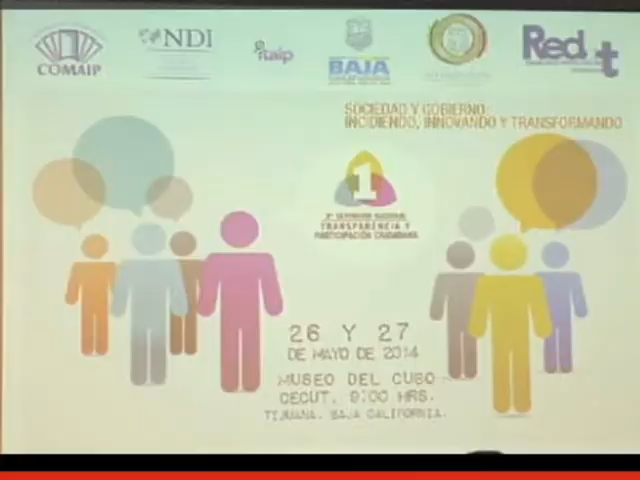 COMAIP
NDI
itaip
BAJA
Red t
SOCIEDAD Y GOBIERNO:
INCIDIENDO, INNOVANDO Y TRANSFORMANDO
1
NACIONAL
TRANSPARENCIA Y
PARTICIPACIÓN CIUDADANA
26 Y 27
DE MAYO DE 2014
MUSEO DEL CUBO
CECUT. 9:00 HRS.
TIJUANA, BAJA CALIFORNIA.